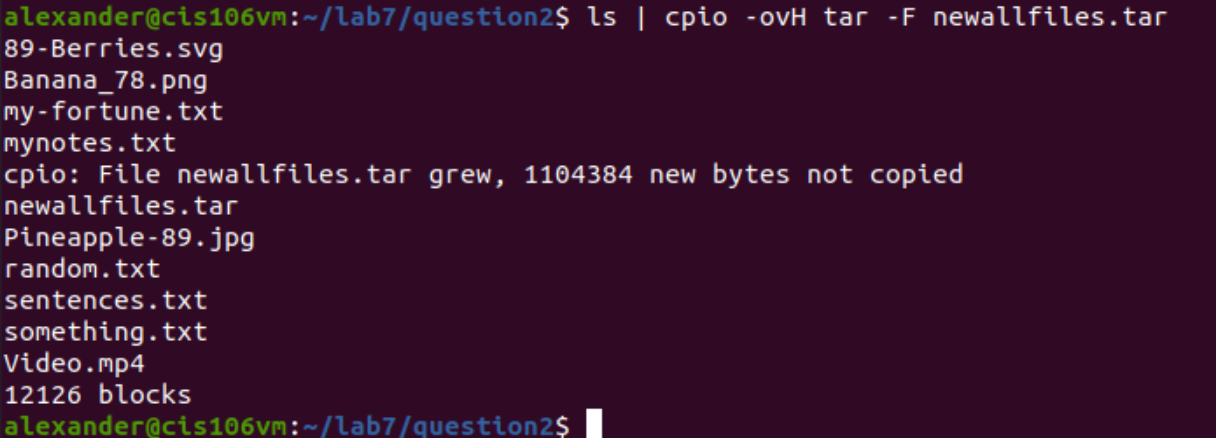 alexander@cis106vm:~/lab7/question2$ ls | cpio -ovH tar -F newallfiles.tar
89-Berries.svg
Banana_78.png
my-fortune.txt
mynotes.txt
cpio: File newallfiles.tar grew, 1104384 new bytes not copied
newallfiles.tar
Pineapple-89.jpg
random.txt
sentences.txt
something.txt
Video.mp4
12126 blocks
alexander@cis106vm:~/lab7/question2$